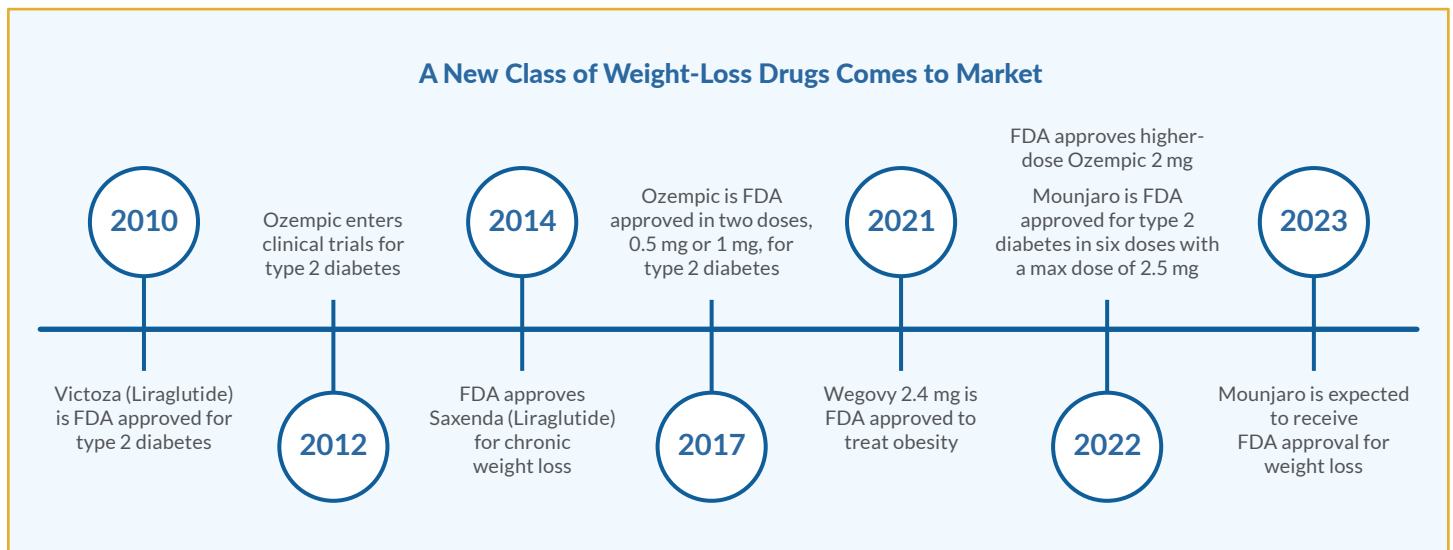 A New Class of Weight-Loss Drugs Comes to Market
2010
Victoza (Liraglutide)
is FDA approved for
type 2 diabetes
Ozempic enters
clinical trials for
type 2 diabetes
2012
2014
FDA approves
Saxenda (Liraglutide)
for chronic
weight loss
Ozempic is FDA
approved in two doses,
0.5 mg or 1 mg, for
type 2 diabetes
2017
2021
Wegovy 2.4 mg is
FDA approved to
treat obesity
FDA approves higher-
dose Ozempic 2 mg
Mounjaro is FDA
approved for type 2
diabetes in six doses with
a max dose of 2.5 mg
2022
2023
Mounjaro is expected
to receive
FDA approval for
weight loss